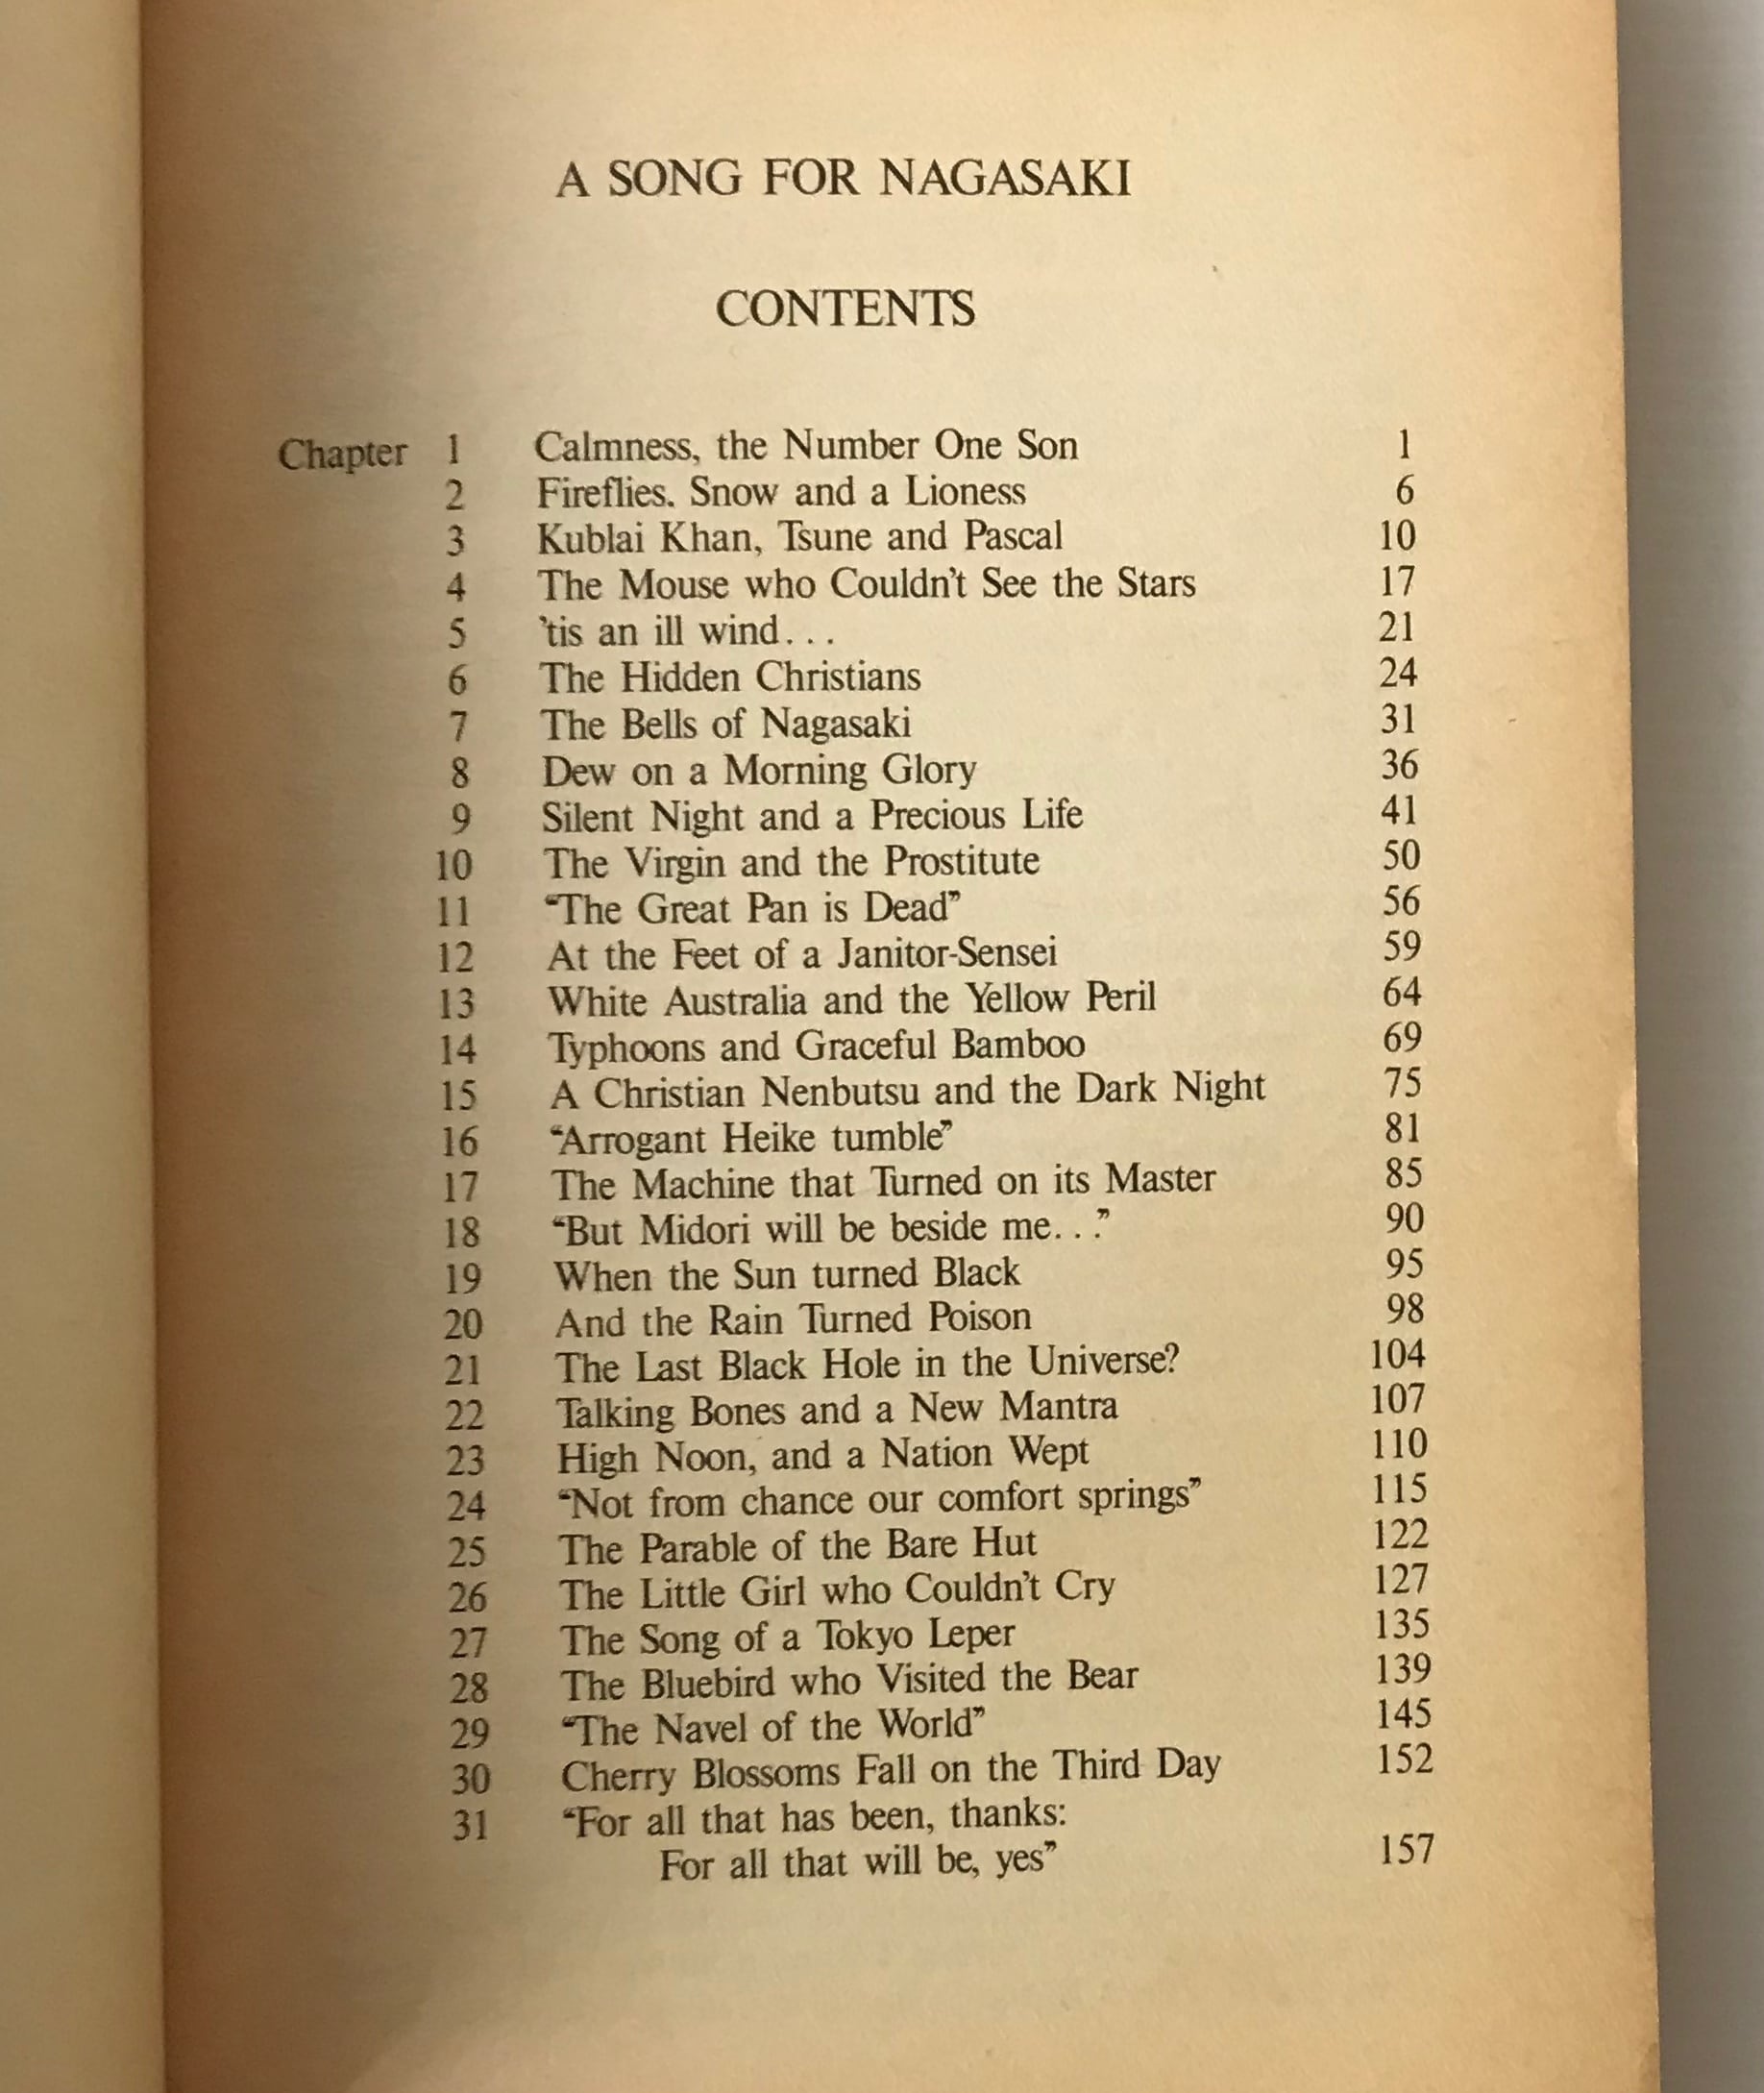 A SONG FOR NAGASAKI
CONTENTS
Chapter 1 Calmness, the Number One Son 1
2 Fireflies. Snow and a Lioness 6
3 Kublai Khan, Tsune and Pascal 10
4 The Mouse who Couldn't See the Stars 17
5 'tis an ill wind... 21
6 The Hidden Christians 24
7 The Bells of Nagasaki 31
8 Dew on a Morning Glory 36
9 Silent Night and a Precious Life 41
10 The Virgin and the Prostitute 50
11 “The Great Pan is Dead” 56
12 At the Feet of a Janitor-Sensei 59
13 White Australia and the Yellow Peril 64
14 Typhoons and Graceful Bamboo 69
15 A Christian Nenbutsu and the Dark Night 75
16 “Arrogant Heike tumble” 81
17 The Machine that Turned on its Master 85
18 “But Midori will be beside me...” 90
19 When the Sun turned Black 95
20 And the Rain Turned Poison 98
21 The Last Black Hole in the Universe? 104
22 Talking Bones and a New Mantra 107
23 High Noon, and a Nation Wept 110
24 “Not from chance our comfort springs” 115
25 The Parable of the Bare Hut 122
26 The Little Girl who Couldn't Cry 127
27 The Song of a Tokyo Leper 135
28 The Bluebird who Visited the Bear 139
29 “The Navel of the World” 145
30 Cherry Blossoms Fall on the Third Day 152
31 “For all that has been, thanks:
For all that will be, yes” 157